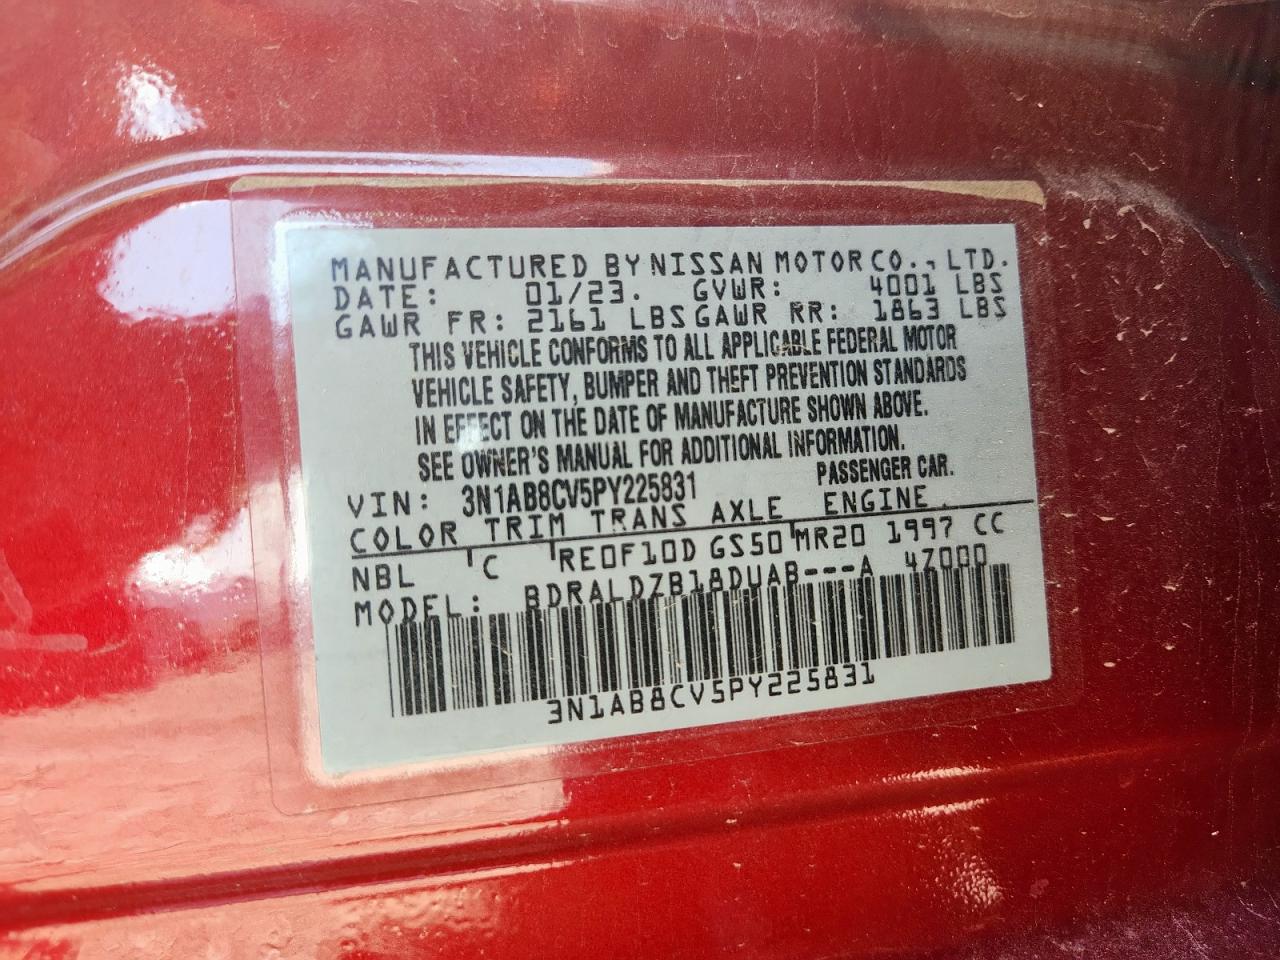 MANUFACTURED BY NISSAN MOTOR CO., LTD.
DATE: 01/23. GVWR: 4001 LBS
GAWR FR: 2161 LBS GAWR RR: 1863 LBS
THIS VEHICLE CONFORMS TO ALL APPLICABLE FEDERAL MOTOR
VEHICLE SAFETY, BUMPER AND THEFT PREVENTION STANDARDS
IN EFFECT ON THE DATE OF MANUFACTURE SHOWN ABOVE.
SEE OWNER'S MANUAL FOR ADDITIONAL INFORMATION.
VIN: 3N1AB8CV5PY225831 PASSENGER CAR.
COLOR TRIM TRANS AXLE ENGINE
NBL C RE0F10D GS50 MR20 1997 CC
MODEL: BDRALDZB18DUAB---A 4Z000
3N1AB8CV5PY225831